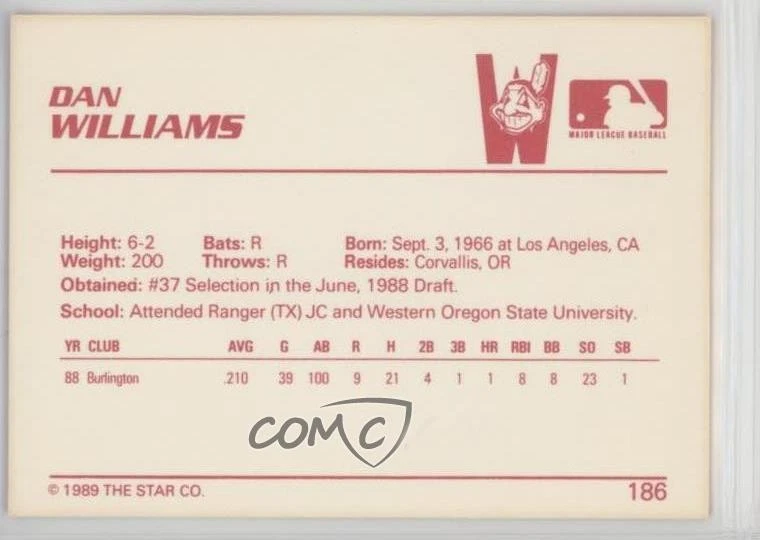 DAN
WILLIAMS
W
MAJOR LEAGUE BASEBALL
Height: 6-2 Bats: R Born: Sept. 3, 1966 at Los Angeles, CA
Weight: 200 Throws: R Resides: Corvallis, OR
Obtained: #37 Selection in the June, 1988 Draft.
School: Attended Ranger (TX) JC and Western Oregon State University.
YR CLUB AVG G AB R H 2B 3B HR RBI BB SO SB
88 Burlington .210 39 100 9 21 4 1 1 8 8 23 1
COMC
© 1989 THE STAR CO. 186